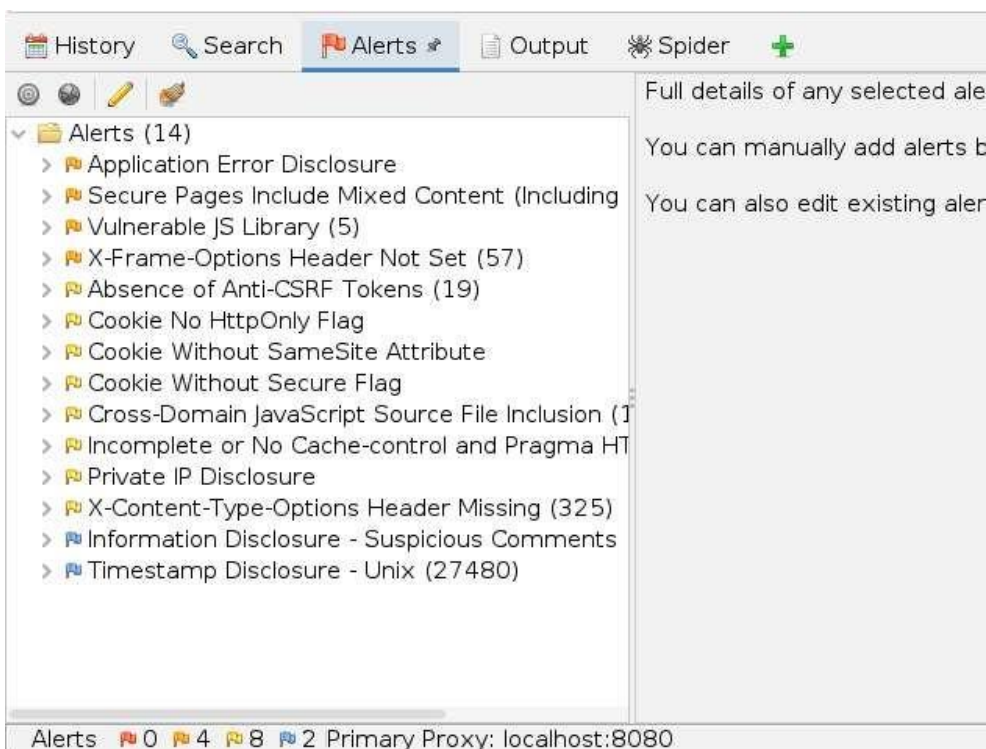 History Search Alerts Output Spider
Full details of any selected ale
You can manually add alerts b
You can also edit existing aler
Alerts (14)
Application Error Disclosure
Secure Pages Include Mixed Content (Including
Vulnerable JS Library (5)
X-Frame-Options Header Not Set (57)
Absence of Anti-CSRF Tokens (19)
Cookie No HttpOnly Flag
Cookie Without SameSite Attribute
Cookie Without Secure Flag
Cross-Domain JavaScript Source File Inclusion (1
Incomplete or No Cache-control and Pragma HT
Private IP Disclosure
X-Content-Type-Options Header Missing (325)
Information Disclosure - Suspicious Comments
Timestamp Disclosure - Unix (27480)
Alerts 0 4 8 2 Primary Proxy: localhost:8080